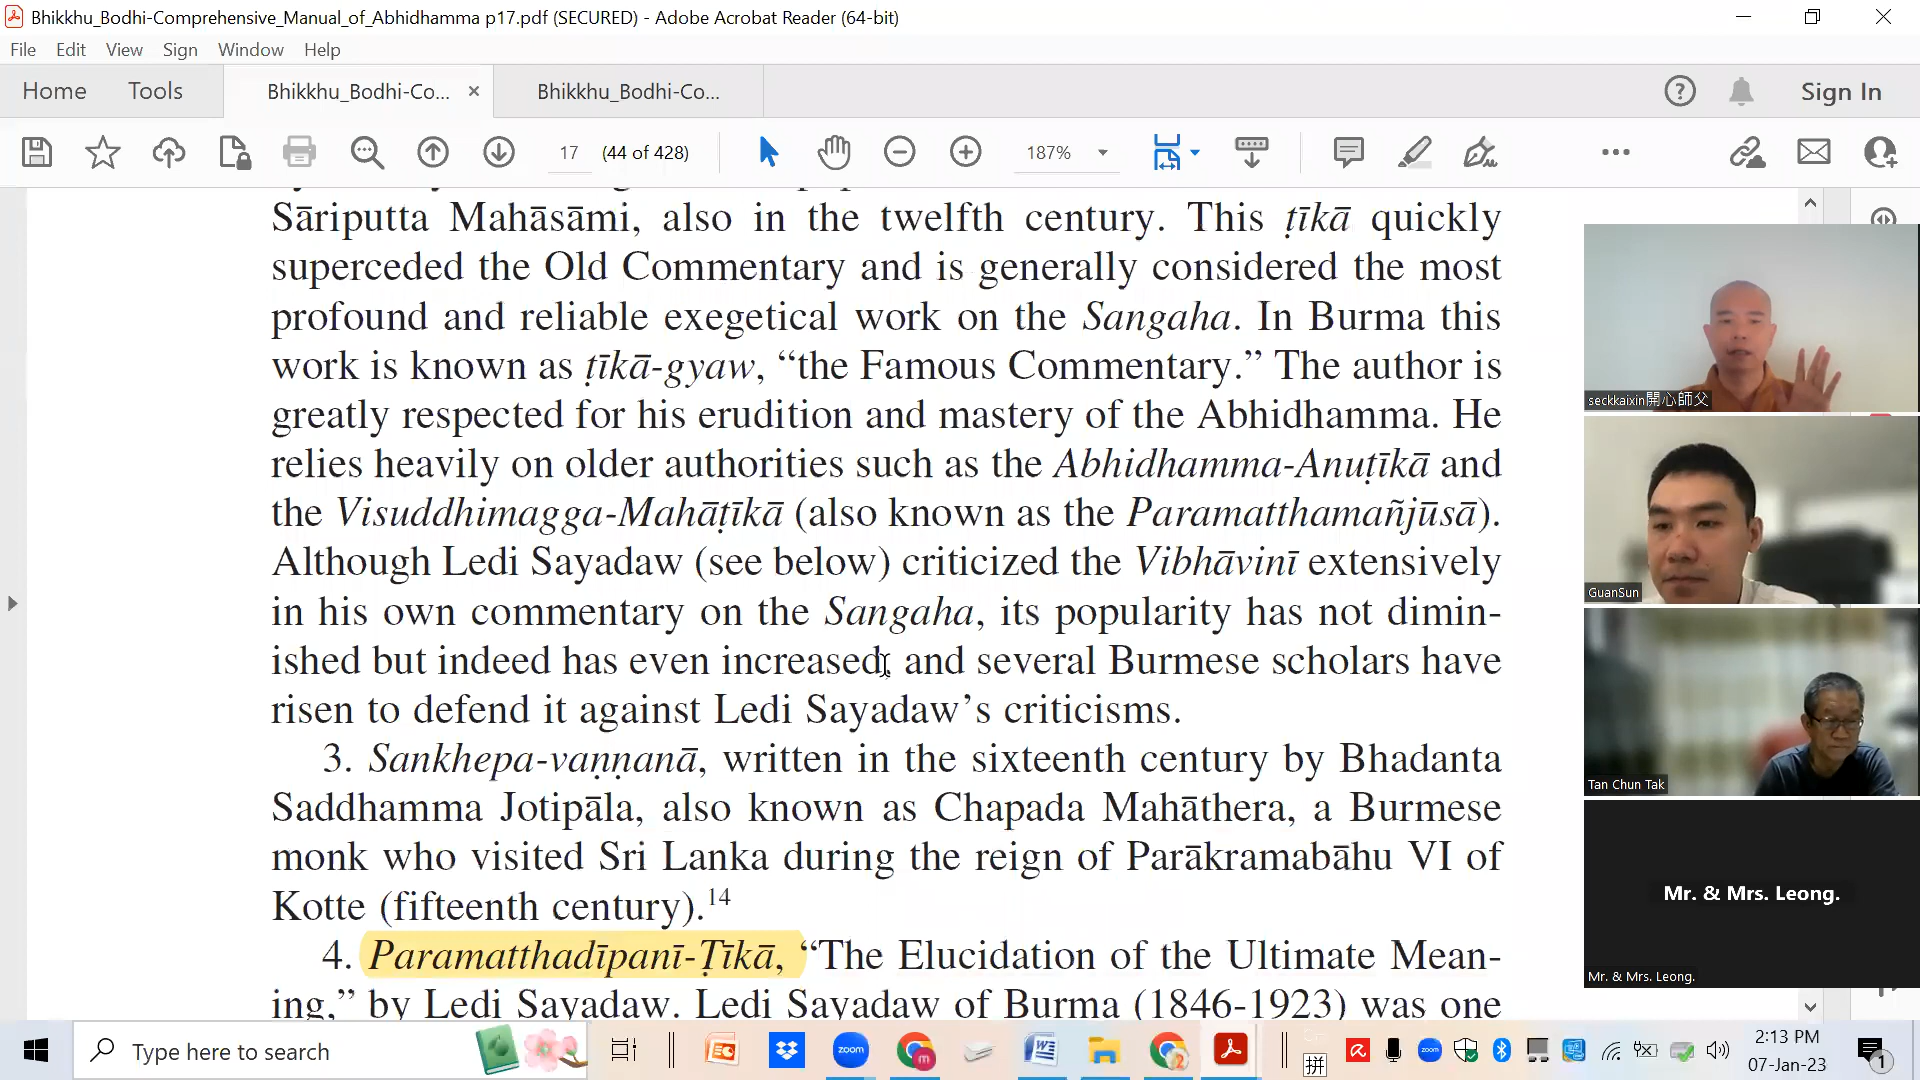 Bhikkhu_Bodhi-Comprehensive_Manual_of_Abhidhamma p17.pdf (SECURED) - Adobe Acrobat Reader (64-bit)
File Edit View Sign Window Help
Home Tools Bhikkhu_Bodhi-Co... × Bhikkhu_Bodhi-Co... Sign In
17 (44 of 428) 187%
Sāriputta Mahāsāmi, also in the twelfth century. This ṭīkā quickly
superceded the Old Commentary and is generally considered the most
profound and reliable exegetical work on the Sangaha. In Burma this
work is known as ṭīkā-gyaw, “the Famous Commentary.” The author is
greatly respected for his erudition and mastery of the Abhidhamma. He
relies heavily on older authorities such as the Abhidhamma-Anuṭīkā and
the Visuddhimagga-Mahāṭīkā (also known as the Paramatthamañjūsā).
Although Ledi Sayadaw (see below) criticized the Vibhāvinī extensively
in his own commentary on the Sangaha, its popularity has not dimin-
ished but indeed has even increased, and several Burmese scholars have
risen to defend it against Ledi Sayadaw’s criticisms.
3. Sankhepa-vaṇṇanā, written in the sixteenth century by Bhadanta
Saddhamma Jotipāla, also known as Chapada Mahāthera, a Burmese
monk who visited Sri Lanka during the reign of Parākramabāhu VI of
Kotte (fifteenth century).14
4. Paramatthadīpanī-Ṭīkā, “The Elucidation of the Ultimate Mean-
ing,” by Ledi Sayadaw. Ledi Sayadaw of Burma (1846-1923) was one
seckkaixin開心師父
GuanSun
Tan Chun Tak
Mr. & Mrs. Leong.
Mr. & Mrs. Leong.
Type here to search
zoom
拼
zoom
2:13 PM
07-Jan-23
1